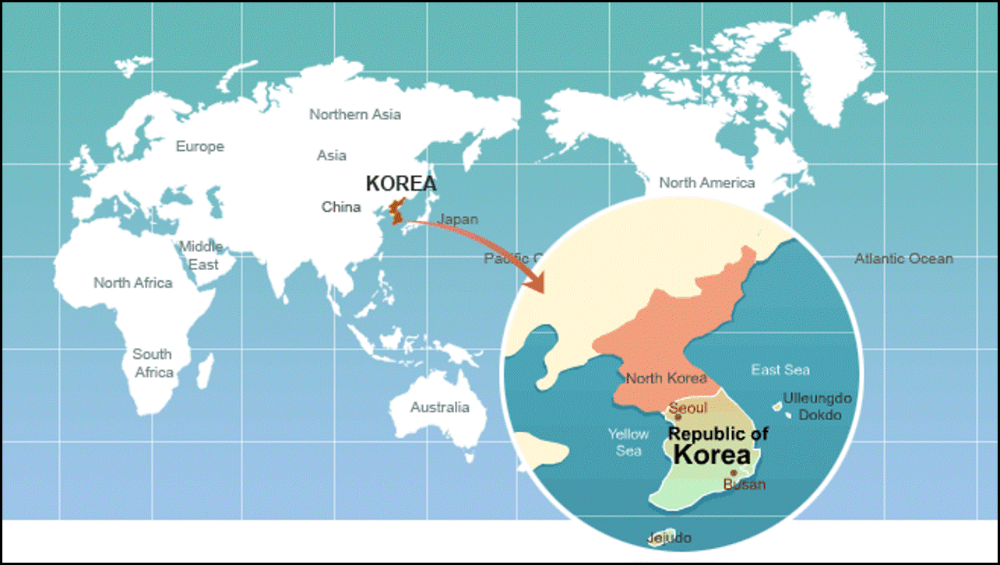 Northern Asia
Europe
Asia
KOREA
North America
China
Japan
Middle
East
Pacific
Atlantic Ocean
North Africa
South
Africa
East Sea
North Korea
Ulleungdo
Dokdo
Seoul
Australia
Yellow
Sea
Republic of
Korea
Busan
Jejudo